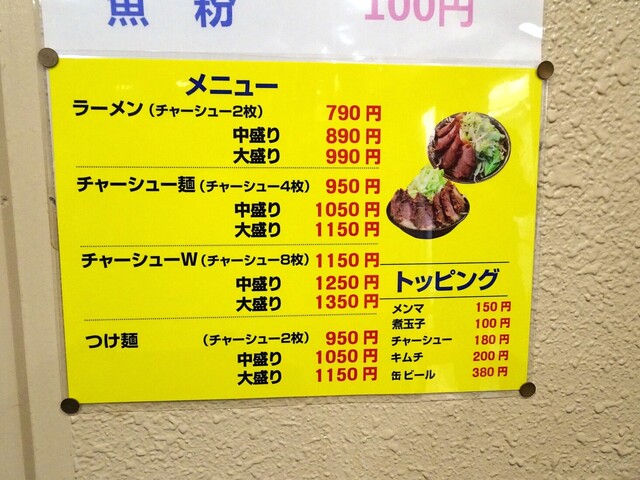 魚粉 100円
メニュー
ラーメン (チャーシュー2枚) 790円
中盛り 890円
大盛り 990円
チャーシュー麺 (チャーシュー4枚) 950円
中盛り 1050円
大盛り 1150円
チャーシューW (チャーシュー8枚) 1150円
中盛り 1250円
大盛り 1350円
つけ麺 (チャーシュー2枚) 950円
中盛り 1050円
大盛り 1150円
トッピング
メンマ 150円
煮玉子 100円
チャーシュー 180円
キムチ 200円
缶ビール 380円